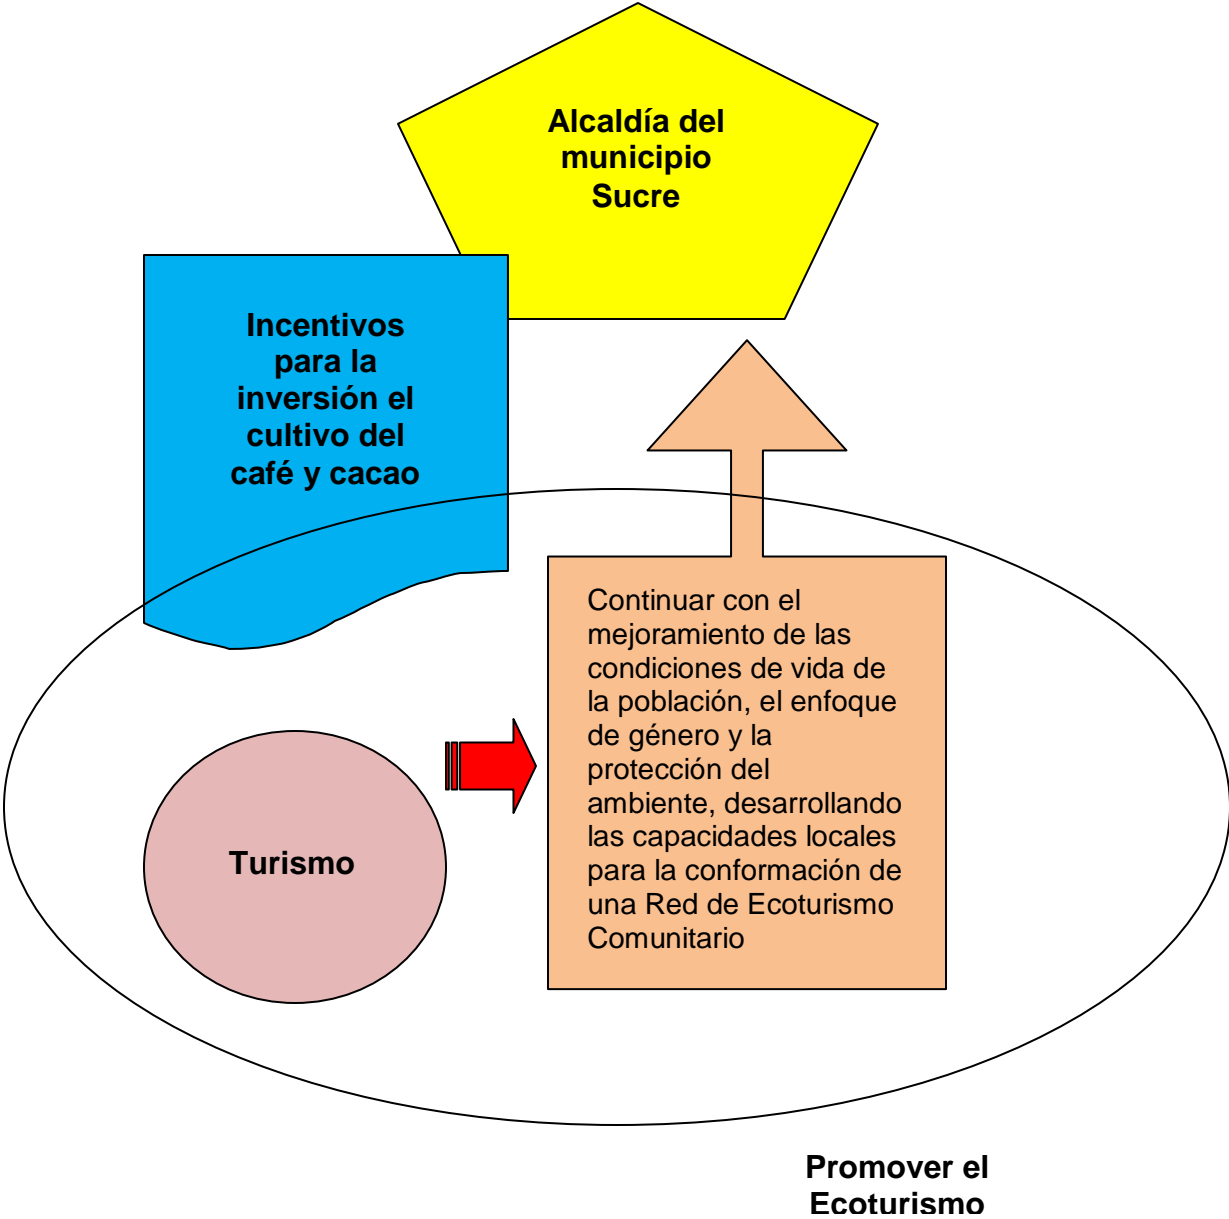 Alcaldía del
municipio
Sucre
Incentivos
para la
inversión el
cultivo del
café y cacao
Continuar con el
mejoramiento de las
condiciones de vida de
la población, el enfoque
de género y la
protección del
ambiente, desarrollando
las capacidades locales
para la conformación de
una Red de Ecoturismo
Comunitario
Turismo
Promover el
Ecoturismo